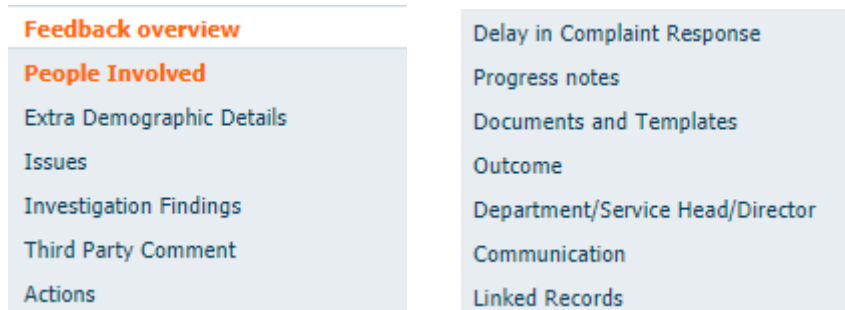 Feedback overview
People Involved
Extra Demographic Details
Issues
Investigation Findings
Third Party Comment
Actions
Delay in Complaint Response
Progress notes
Documents and Templates
Outcome
Department/Service Head/Director
Communication
Linked Records